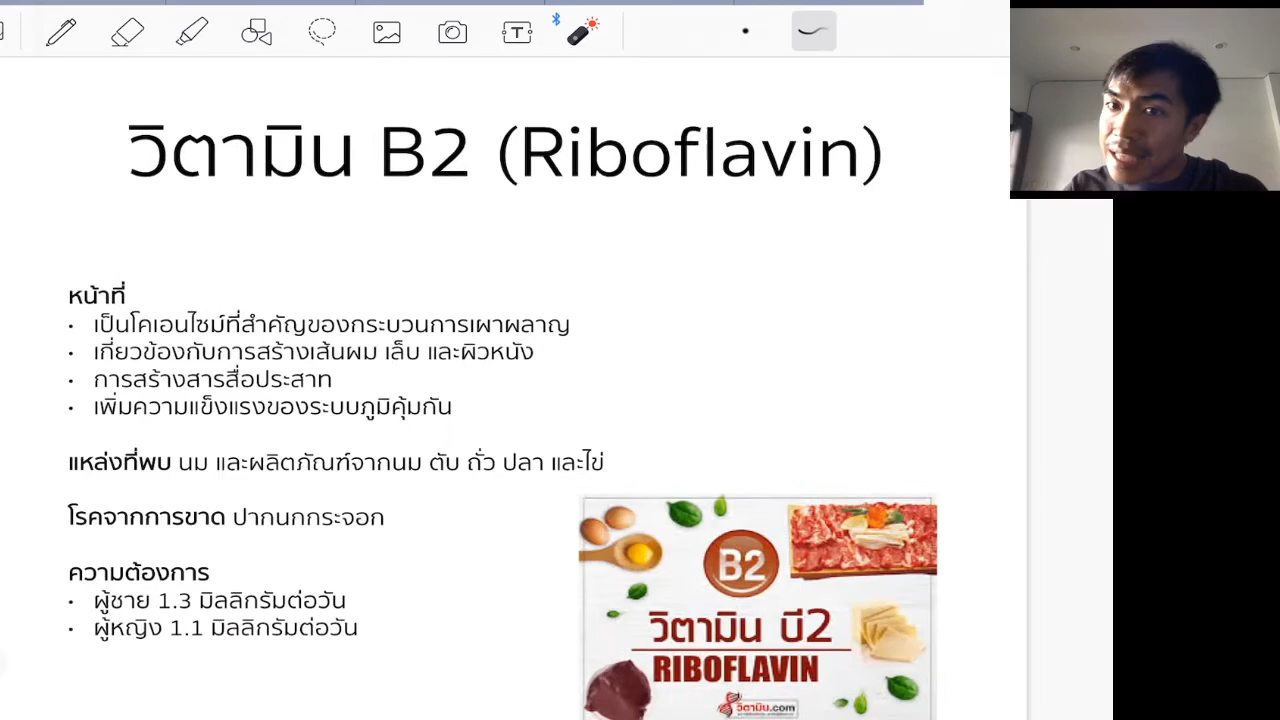 วิตามิน B2 (Riboflavin)
หน้าที่
• เป็นโคเอนไซม์ที่สำคัญของกระบวนการเผาผลาญ
• เกี่ยวข้องกับการสร้างเส้นผม เล็บ และผิวหนัง
• การสร้างสารสื่อประสาท
• เพิ่มความแข็งแรงของระบบภูมิคุ้มกัน
แหล่งที่พบ นม และผลิตภัณฑ์จากนม ตับ ถั่ว ปลา และไข่
โรคจากการขาด ปากนกกระจอก
ความต้องการ
• ผู้ชาย 1.3 มิลลิกรัมต่อวัน
• ผู้หญิง 1.1 มิลลิกรัมต่อวัน
B2
วิตามิน บี2
RIBOFLAVIN
วิตามิน.com